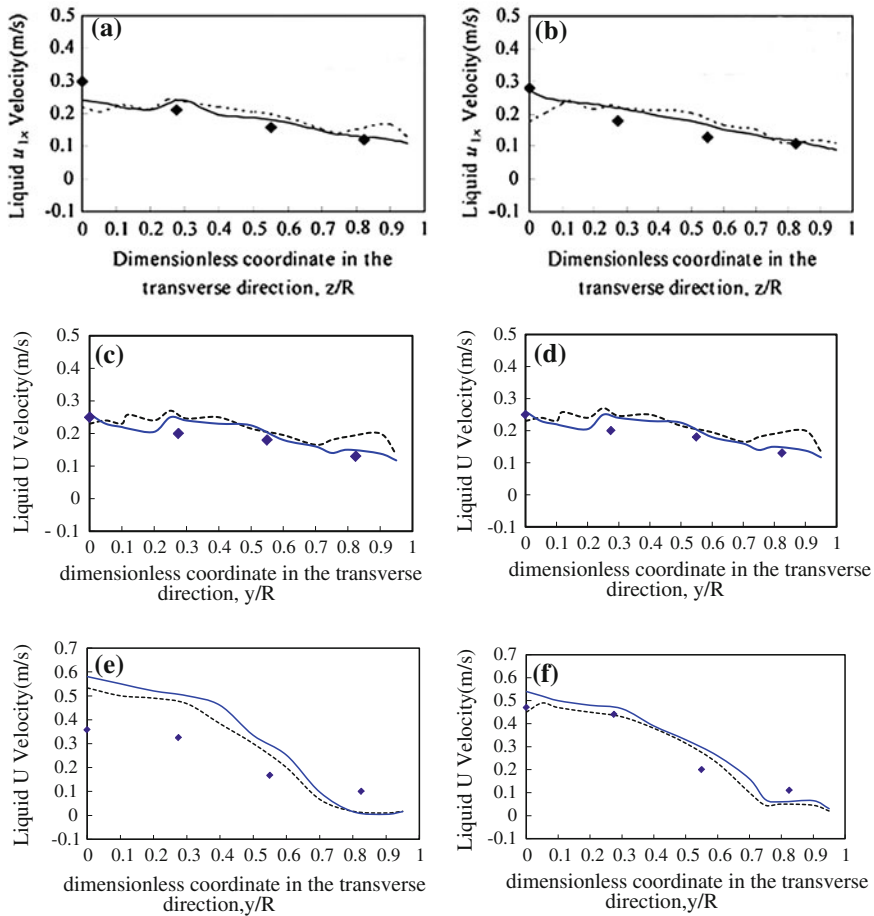 (a)
Liquid u1x Velocity(m/s)
0.5
0.4
0.3
0.2
0.1
0
-0.1
0 0.1 0.2 0.3 0.4 0.5 0.6 0.7 0.8 0.9 1
Dimensionless coordinate in the
transverse direction, z/R
(b)
Liquid u1x Velocity(m/s)
0.5
0.4
0.3
0.2
0.1
0
-0.1
0 0.1 0.2 0.3 0.4 0.5 0.6 0.7 0.8 0.9 1
Dimensionless coordinate in the
transverse direction, z/R
(c)
Liquid U Velocity(m/s)
0.5
0.4
0.3
0.2
0.1
0
- 0.1
0 0.1 0.2 0.3 0.4 0.5 0.6 0.7 0.8 0.9 1
dimensionless coordinate in the transverse
direction, y/R
(d)
Liquid U Velocity(m/s)
0.5
0.4
0.3
0.2
0.1
0
-0.1
0 0.1 0.2 0.3 0.4 0.5 0.6 0.7 0.8 0.9 1
dimensionless coordinate in the transverse
direction, y/R
(e)
Liquid U Velocity(m/s)
0.7
0.6
0.5
0.4
0.3
0.2
0.1
0
-0.1
0 0.1 0.2 0.3 0.4 0.5 0.6 0.7 0.8 0.9 1
dimensionless coordinate in the transverse
direction,y/R
(f)
Liquid U Velocity(m/s)
0.7
0.6
0.5
0.4
0.3
0.2
0.1
0
-0.1
0 0.1 0.2 0.3 0.4 0.5 0.6 0.7 0.8 0.9 1
dimensionless coordinate in the transverse
direction,y/R